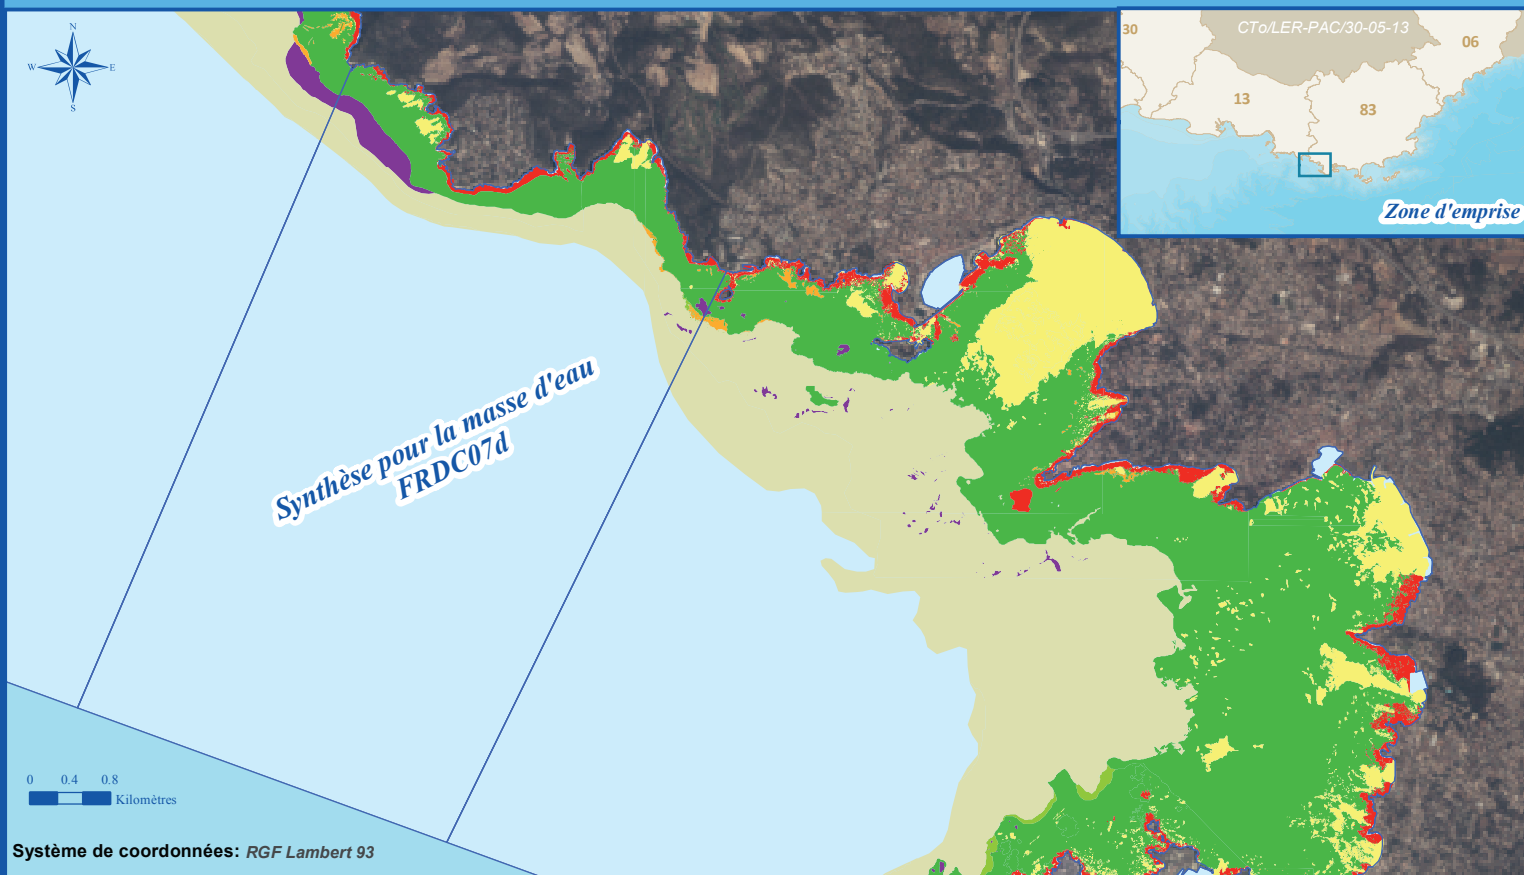 N
W
E
S
CTo/LER-PAC/30-05-13
30
06
13
83
Zone d'emprise
Synthèse pour la masse d'eau
FRDC07d
0 0.4 0.8
Kilomètres
Système de coordonnées: RGF Lambert 93